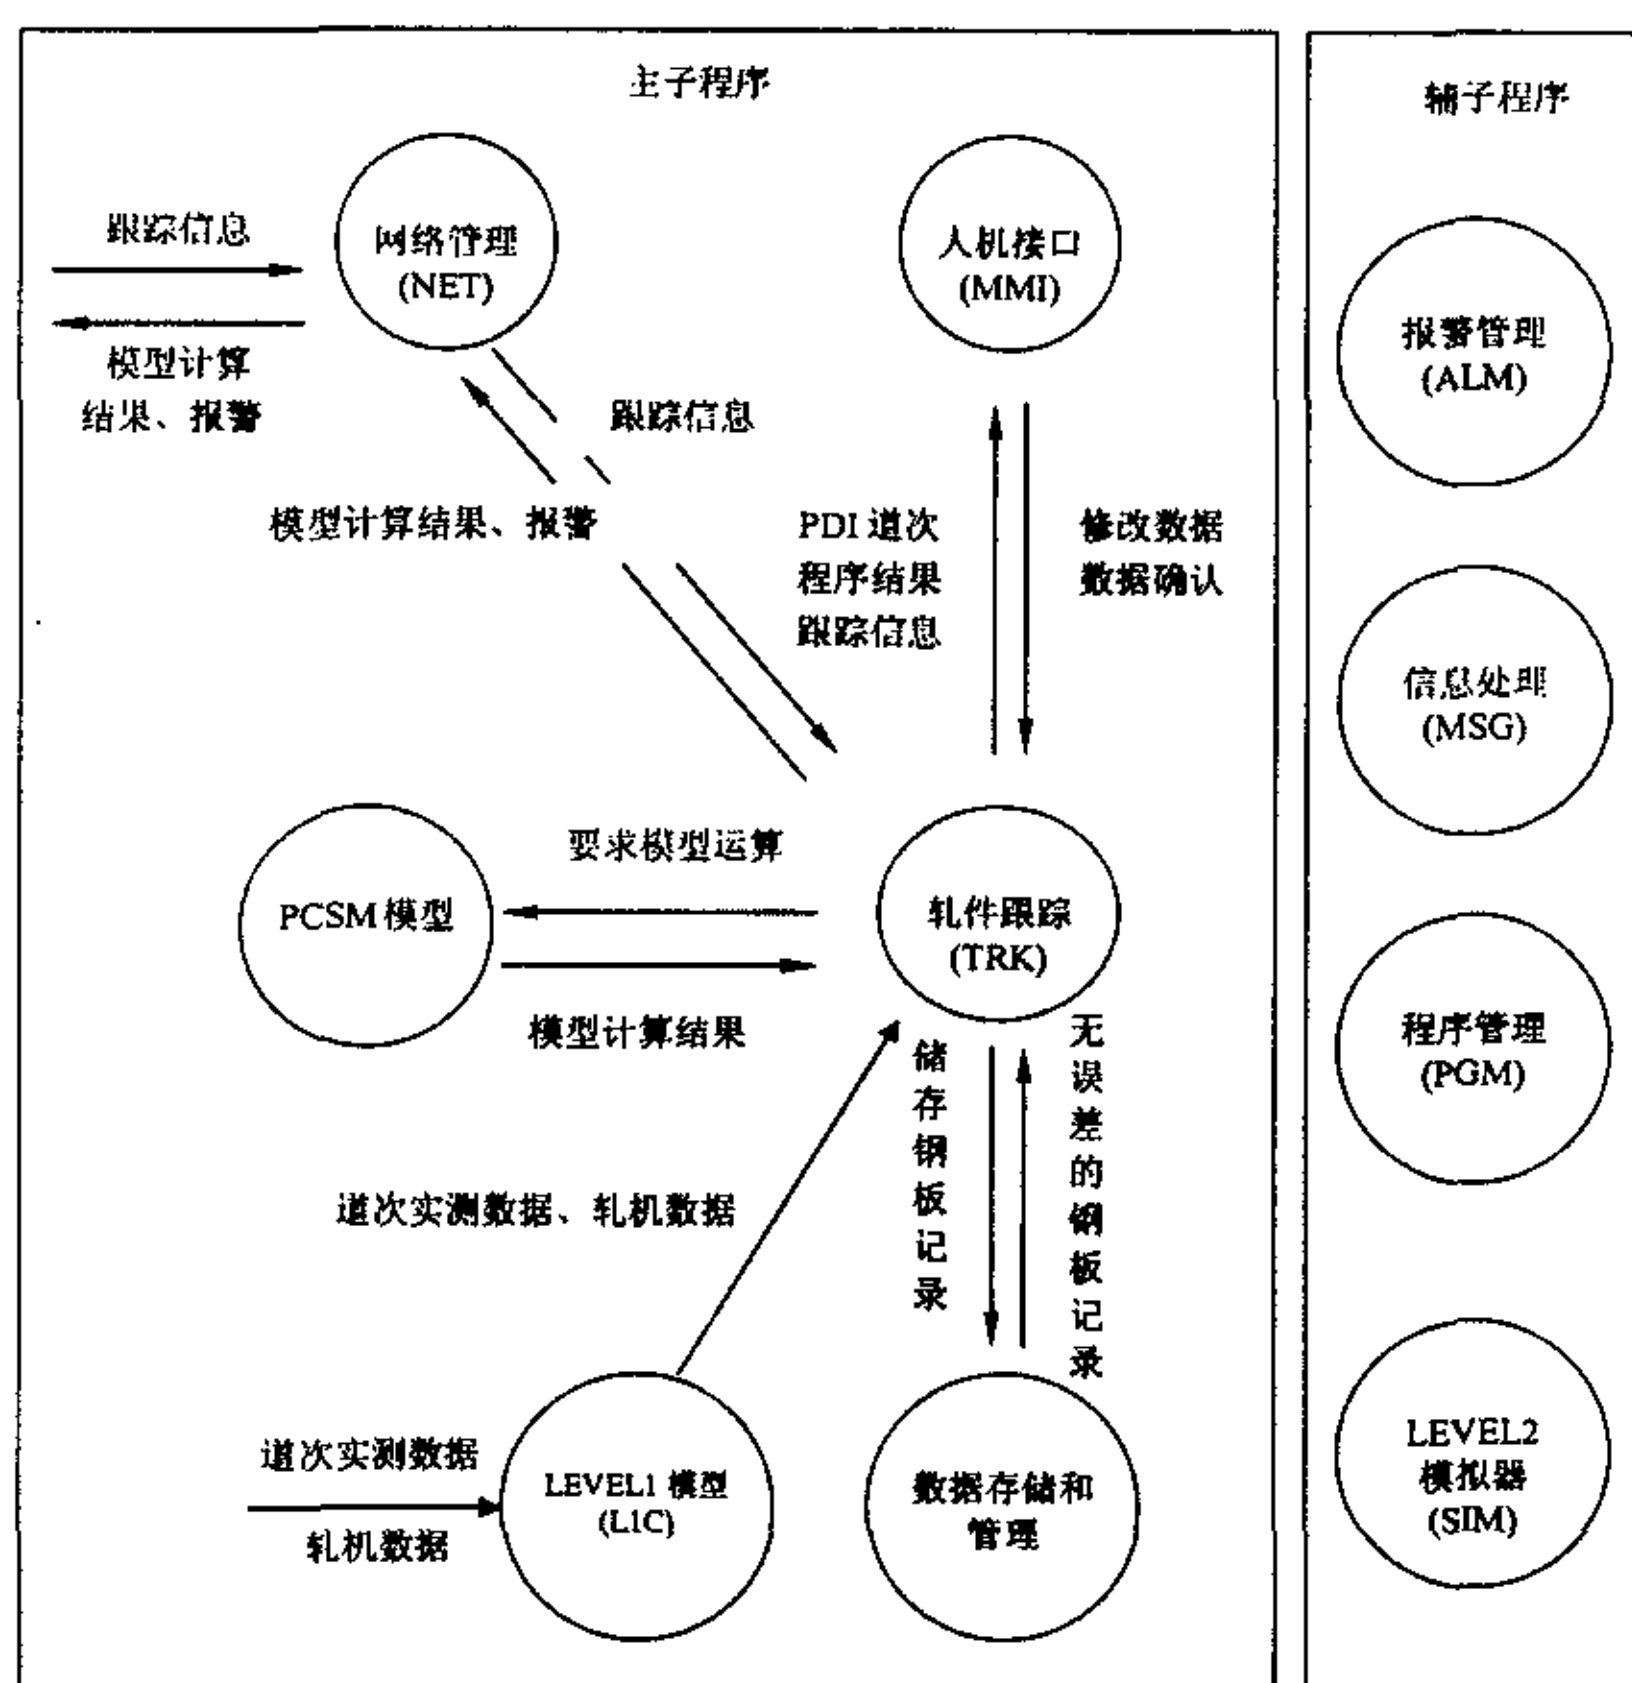 主子程序
跟踪信息
网络管理
(NET)
人机接口
(MMI)
模型计算
结果、报警
跟踪信息
模型计算结果、报警
PDI 道次
程序结果
跟踪信息
修改数据
数据确认
PCSM 模型
要求模型运算
模型计算结果
轧件跟踪
(TRK)
储存钢板记录
无误差的钢板记录
道次实测数据、轧机数据
道次实测数据
轧机数据
LEVEL1 模型
(L1C)
数据存储和
管理
辅子程序
报警管理
(ALM)
信息处理
(MSG)
程序管理
(PGM)
LEVEL2
模拟器
(SIM)